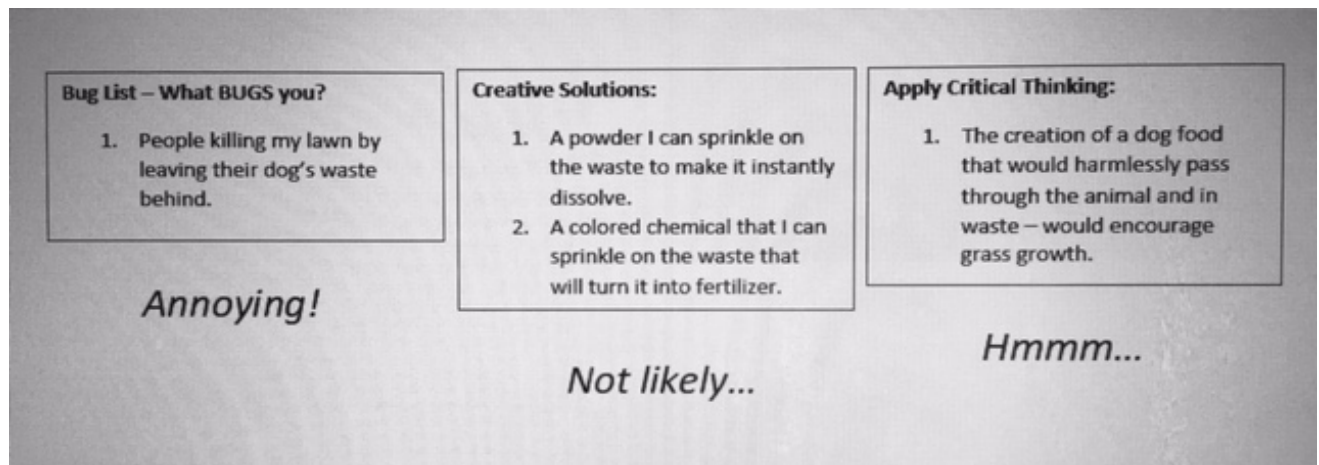 Bug List – What BUGS you?
1. People killing my lawn by
leaving their dog's waste
behind.
Annoying!
Creative Solutions:
1. A powder I can sprinkle on
the waste to make it instantly
dissolve.
2. A colored chemical that I can
sprinkle on the waste that
will turn it into fertilizer.
Not likely...
Apply Critical Thinking:
1. The creation of a dog food
that would harmlessly pass
through the animal and in
waste – would encourage
grass growth.
Hmmm...